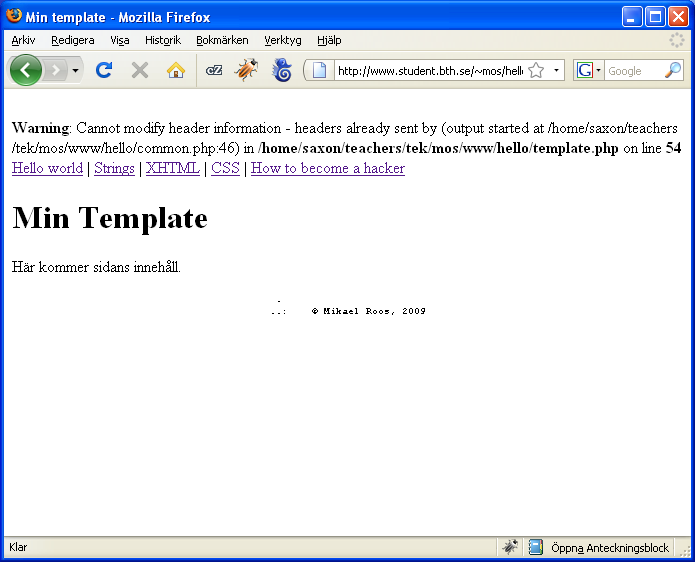 Min template - Mozilla Firefox
Arkiv Redigera Visa Historik Bokmärken Verktyg Hjälp
http://www.student.bth.se/~mos/hell
G Google
Warning: Cannot modify header information - headers already sent by (output started at /home/saxon/teachers
/tek/mos/www/hello/common.php:46) in /home/saxon/teachers/tek/mos/www/hello/template.php on line 54
Hello world | Strings | XHTML | CSS | How to become a hacker
Min Template
Här kommer sidans innehåll.
.
..: © Mikael Roos, 2009
Klar Öppna Anteckningsblock